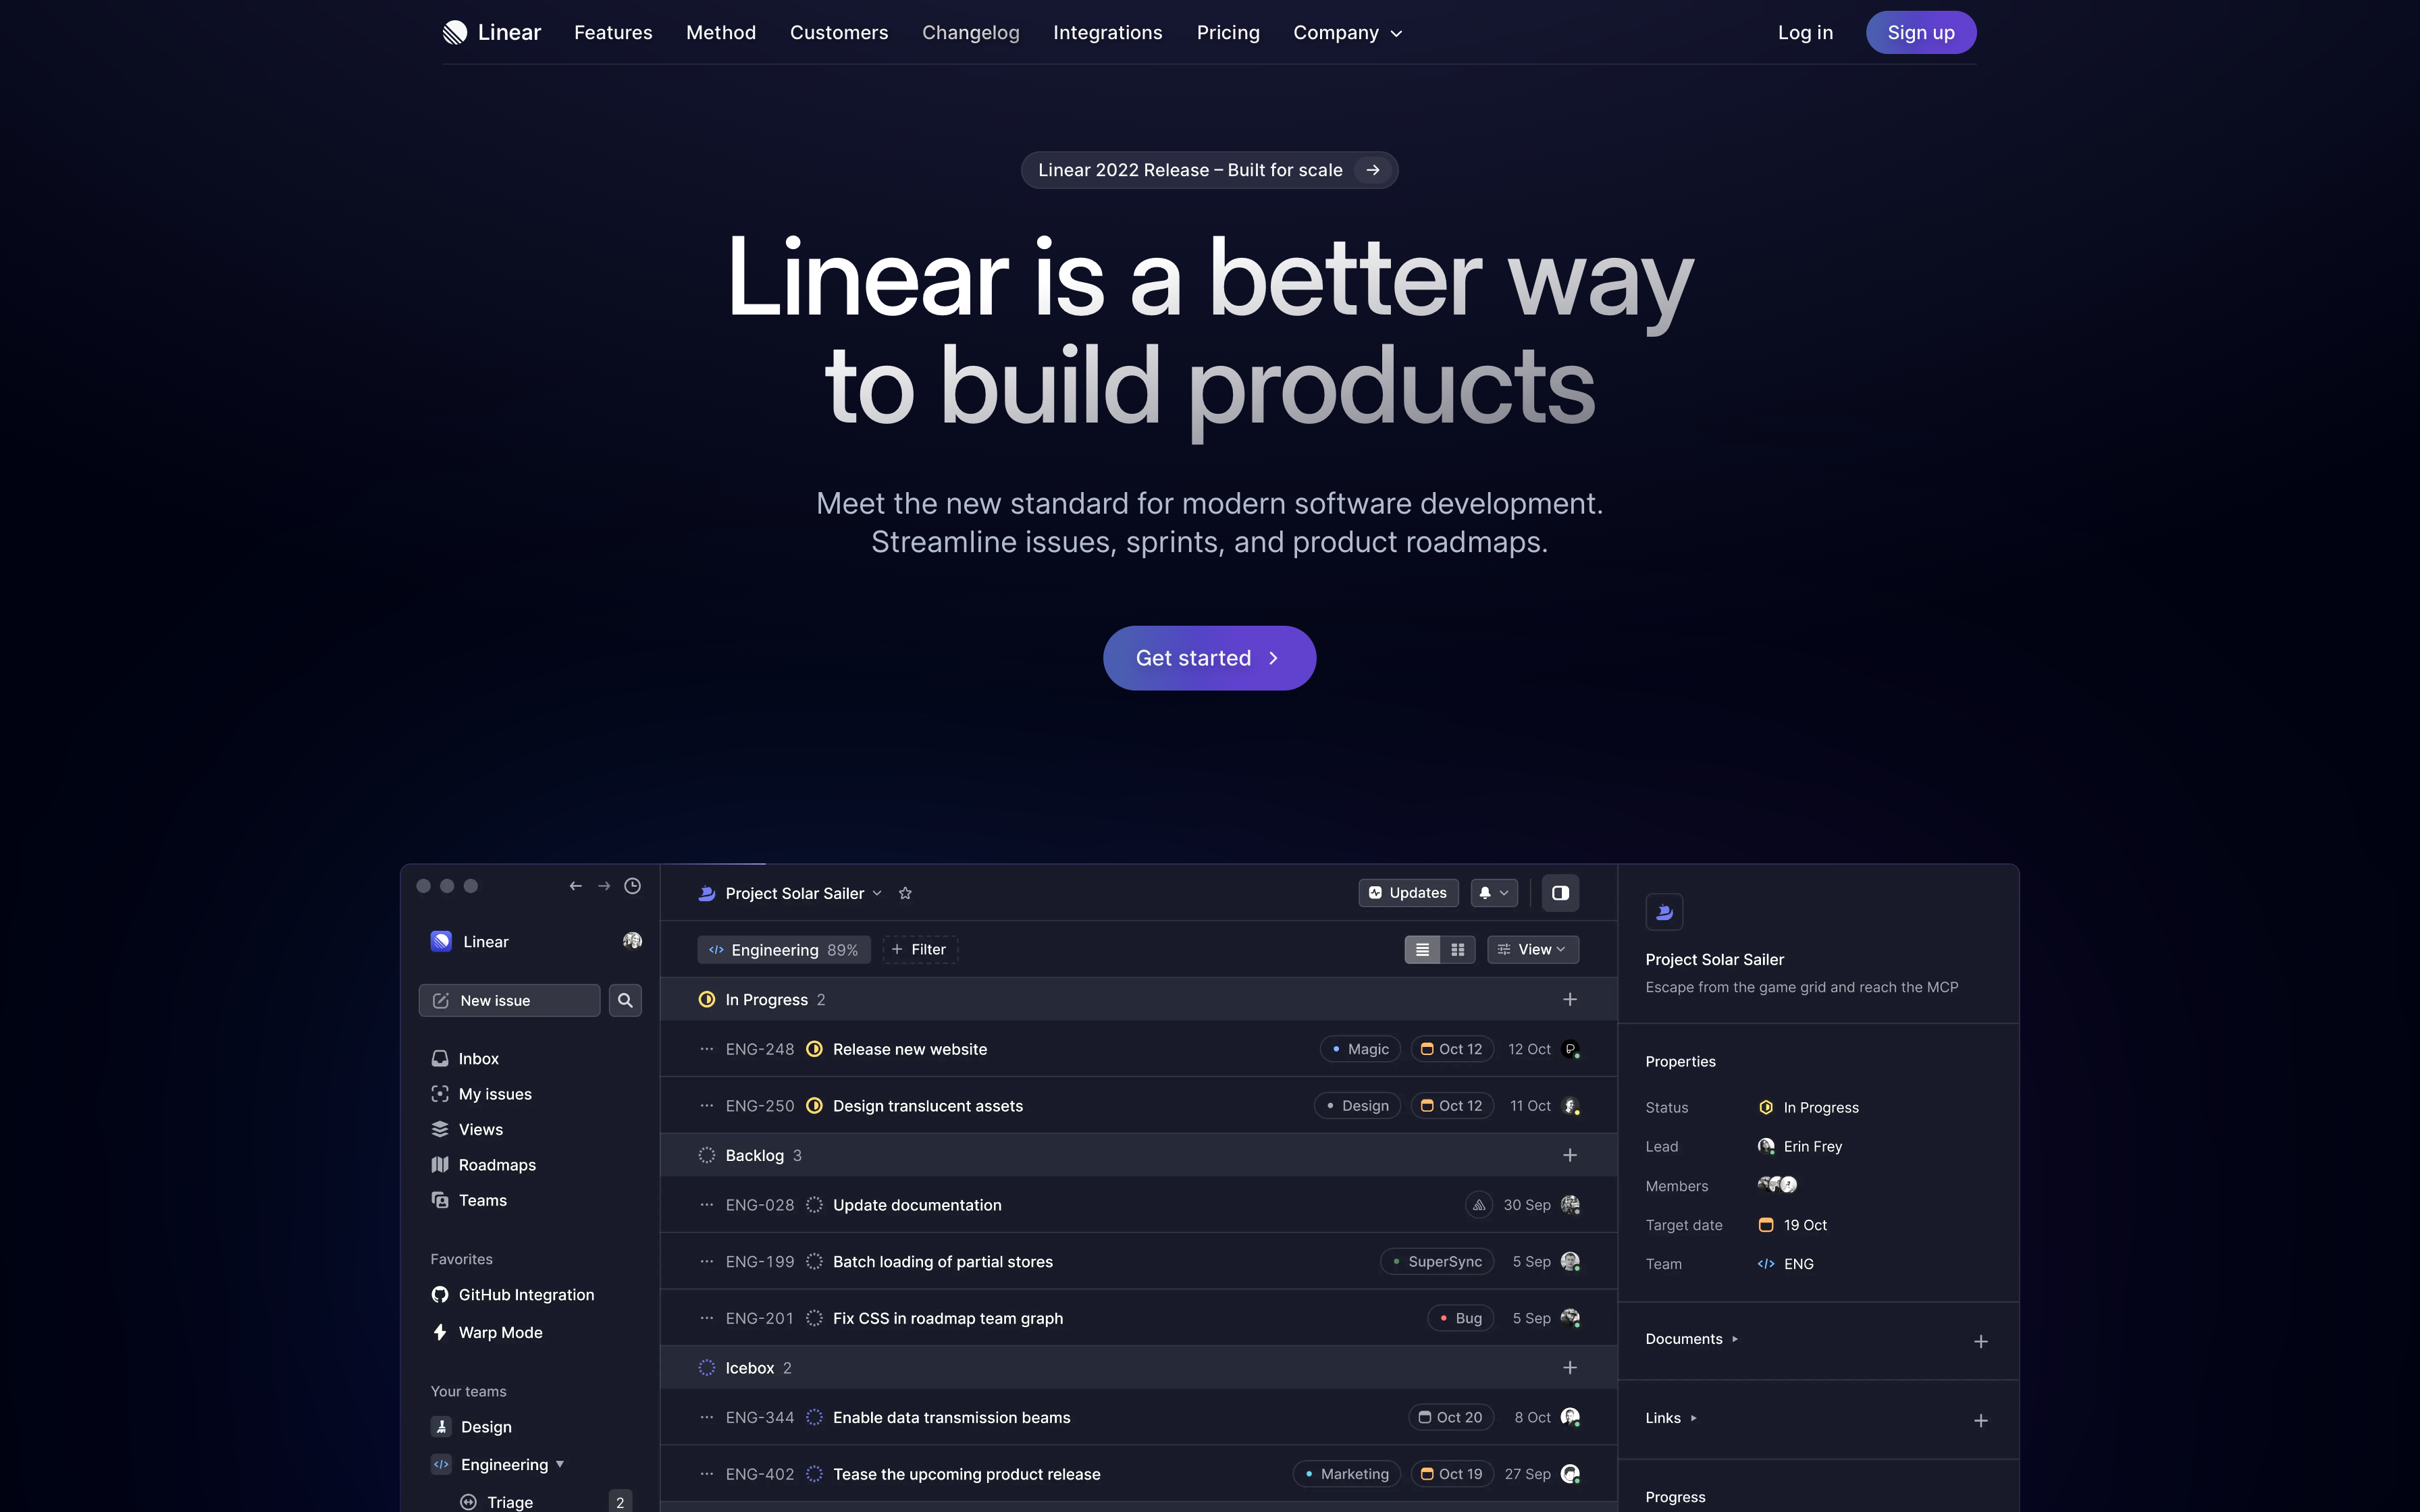 Linear Features Method Customers Changelog Integrations Pricing Company Log in Sign up
Linear 2022 Release – Built for scale
Linear is a better way
to build products
Meet the new standard for modern software development.
Streamline issues, sprints, and product roadmaps.
Get started
Linear
New issue
Inbox
My issues
Views
Roadmaps
Teams
Favorites
GitHub Integration
Warp Mode
Your teams
Design
Engineering
Triage 2
Project Solar Sailer Updates
Engineering 89% Filter View
In Progress 2
ENG-248 Release new website Magic Oct 12 12 Oct
ENG-250 Design translucent assets Design Oct 12 11 Oct
Backlog 3
ENG-028 Update documentation 30 Sep
ENG-199 Batch loading of partial stores SuperSync 5 Sep
ENG-201 Fix CSS in roadmap team graph Bug 5 Sep
Icebox 2
ENG-344 Enable data transmission beams Oct 20 8 Oct
ENG-402 Tease the upcoming product release Marketing Oct 19 27 Sep
Project Solar Sailer
Escape from the game grid and reach the MCP
Properties
Status In Progress
Lead Erin Frey
Members
Target date 19 Oct
Team ENG
Documents
Links
Progress